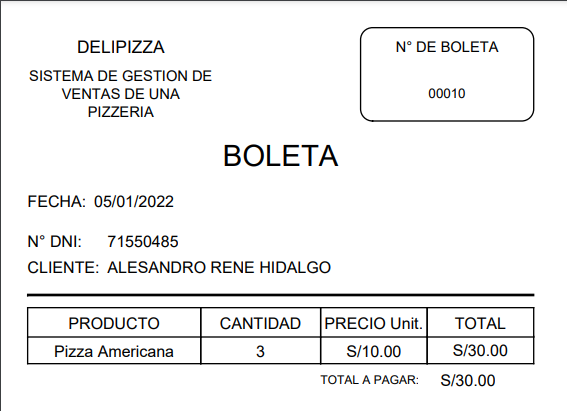 DELIPIZZA
SISTEMA DE GESTION DE
VENTAS DE UNA
PIZZERIA
N° DE BOLETA
00010
BOLETA
FECHA: 05/01/2022
N° DNI: 71550485
CLIENTE: ALESANDRO RENE HIDALGO
PRODUCTO CANTIDAD PRECIO Unit. TOTAL
Pizza Americana 3 S/10.00 S/30.00
TOTAL A PAGAR: S/30.00